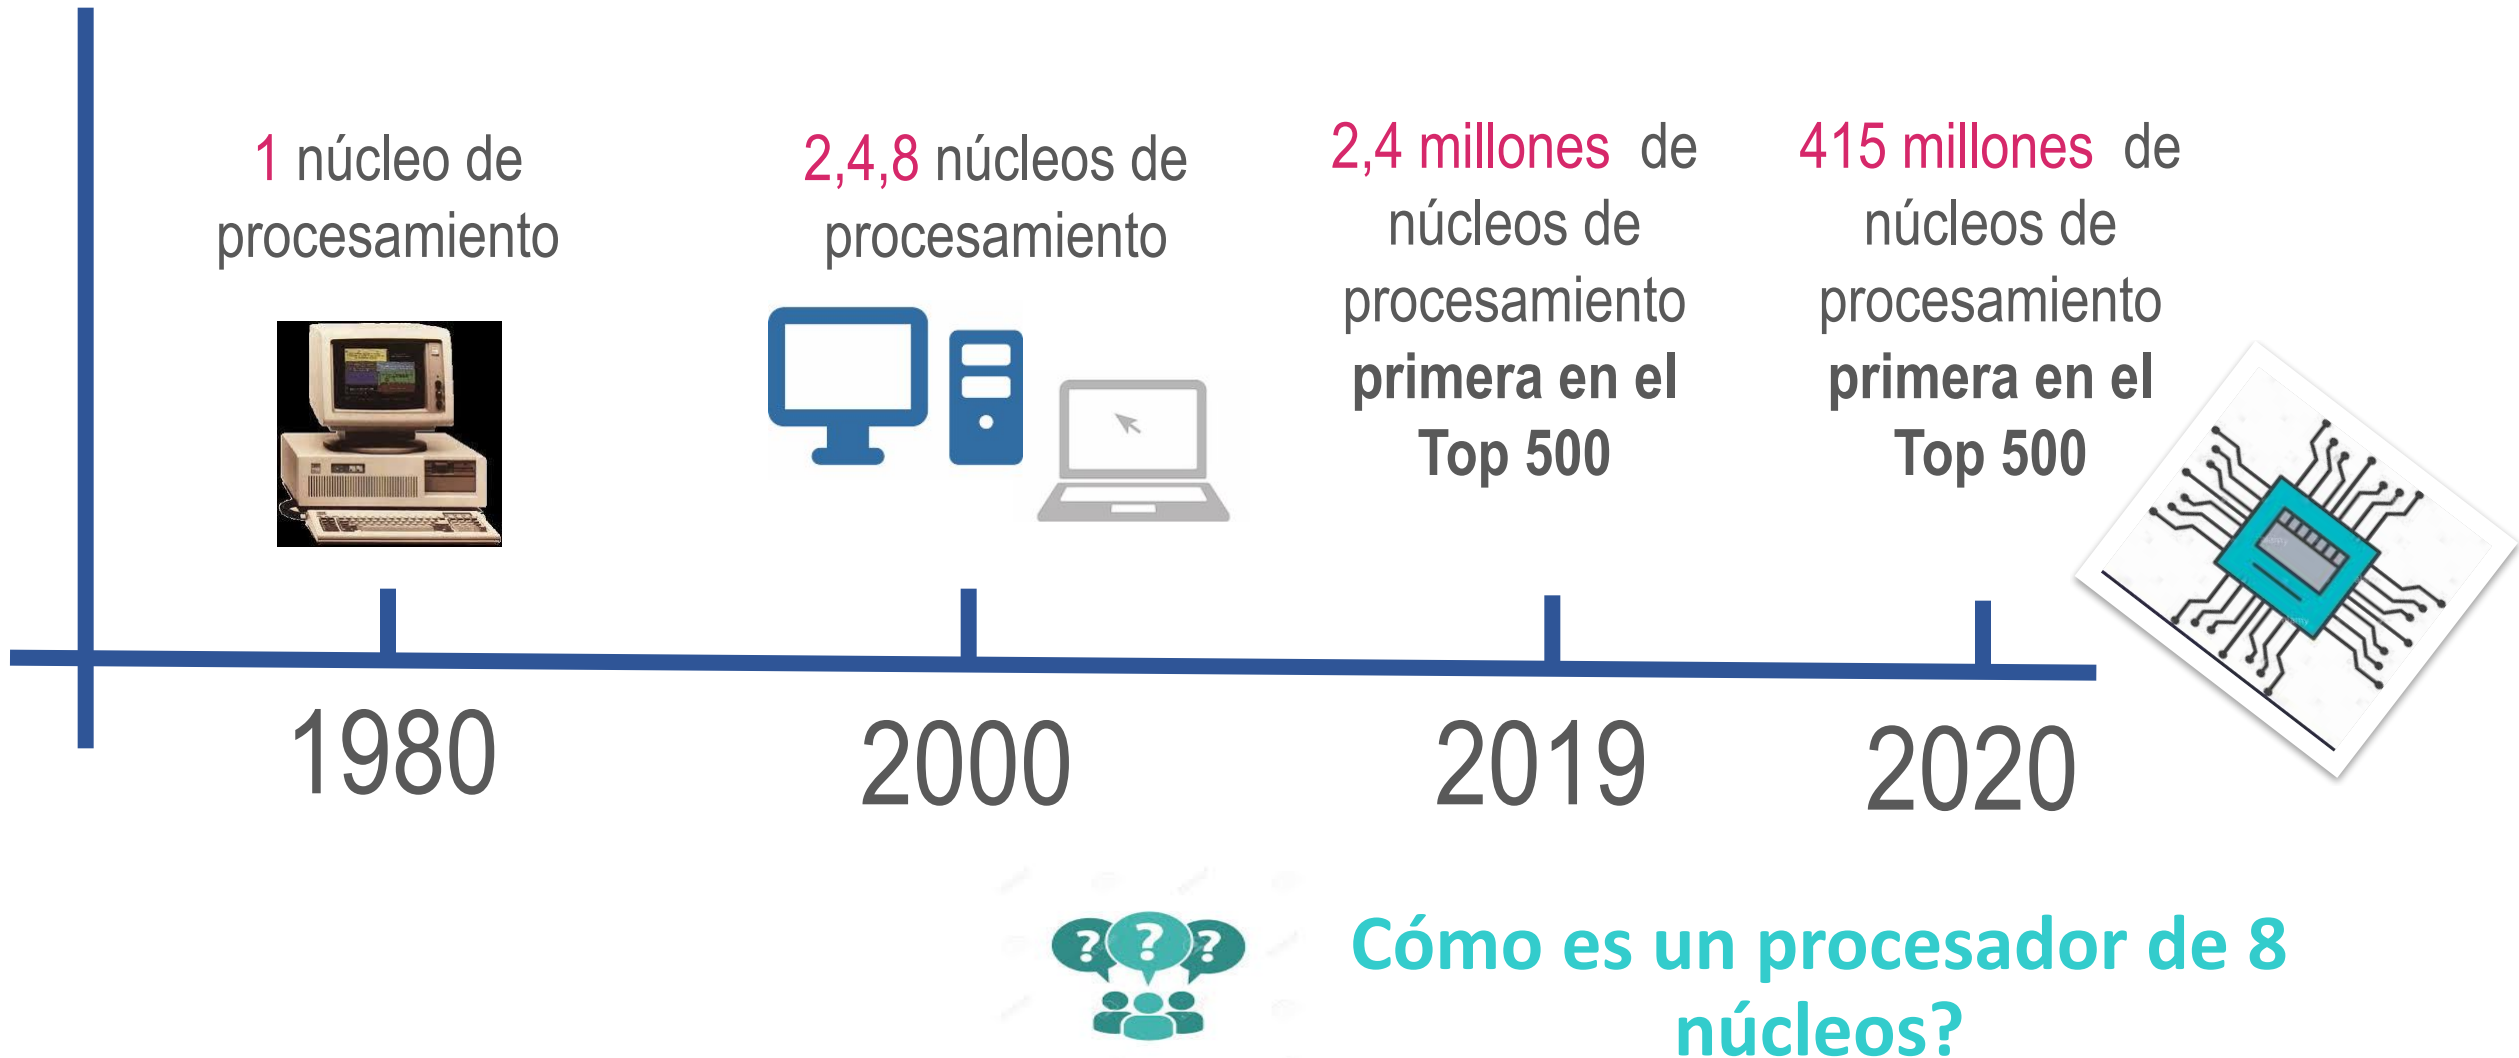 1 núcleo de
procesamiento
2,4,8 núcleos de
procesamiento
2,4 millones de
núcleos de
procesamiento
primera en el
Top 500
415 millones de
núcleos de
procesamiento
primera en el
Top 500
1980
2000
2019
2020
? ? ?
Cómo es un procesador de 8
núcleos?